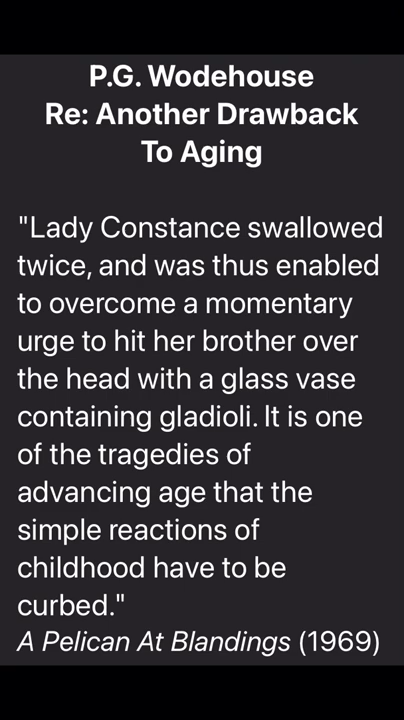 P.G. Wodehouse
Re: Another Drawback
To Aging
"Lady Constance swallowed
twice, and was thus enabled
to overcome a momentary
urge to hit her brother over
the head with a glass vase
containing gladioli. It is one
of the tragedies of
advancing age that the
simple reactions of
childhood have to be
curbed."
A Pelican At Blandings (1969)